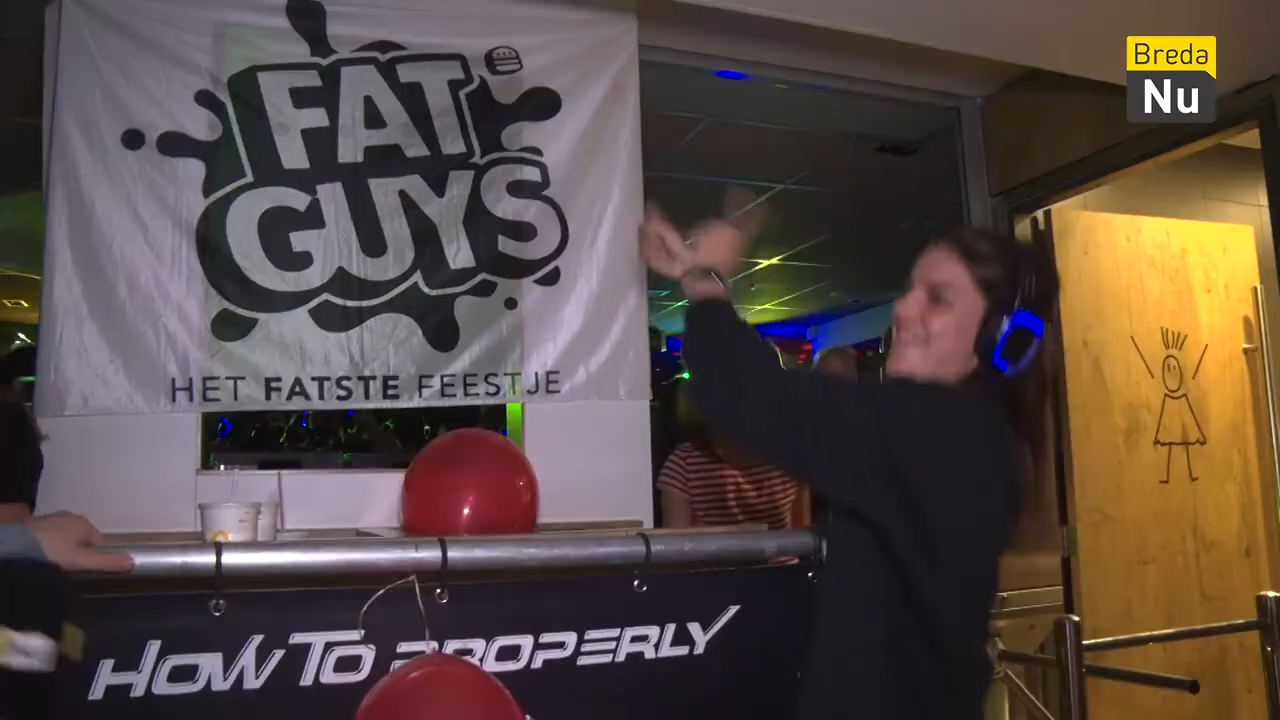 FAT
GUYS
HET FATSTE FEESTJE
HOW TO PROPERLY
Breda
Nu